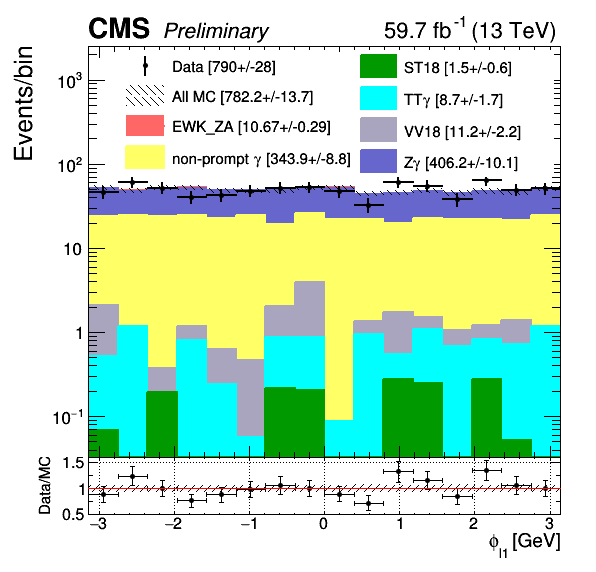 CMS Preliminary 59.7 fb⁻¹ (13 TeV)
Events/bin
Data [790+/-28]
All MC [782.2+/-13.7]
EWK_ZA [10.67+/-0.29]
non-prompt γ [343.9+/-8.8]
ST18 [1.5+/-0.6]
TTγ [8.7+/-1.7]
VV18 [11.2+/-2.2]
Zγ [406.2+/-10.1]
10³
10²
10
1
10⁻¹
Data/MC
1.5
1
0.5
−3 −2 −1 0 1 2 3
ϕ_l1 [GeV]